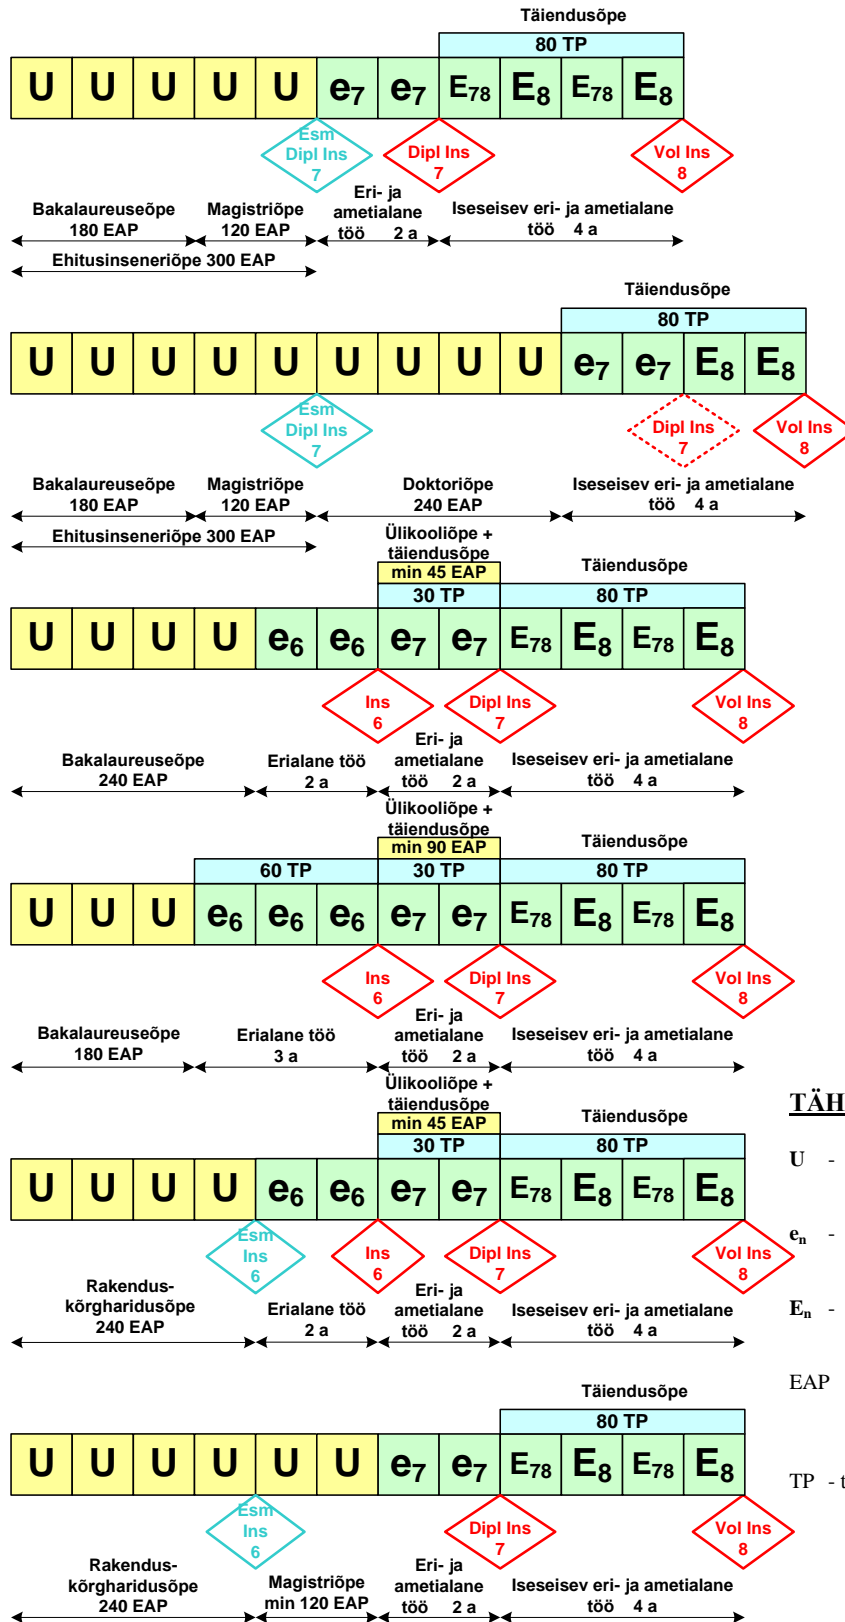 Täiendusõpe
80 TP
U U U U U e7 e7 E78 E8 E78 E8
Esm
Dipl Ins
7
Dipl Ins
7
Vol Ins
8
Bakalaureuseõpe
180 EAP
Magistriõpe
120 EAP
Eri- ja
ametialane
töö 2 a
Iseseisev eri- ja ametialane
töö 4 a
Ehitusinseneriõpe 300 EAP
Täiendusõpe
80 TP
U U U U U U U U U e7 e7 E8 E8
Esm
Dipl Ins
7
Dipl Ins
7
Vol Ins
8
Bakalaureuseõpe
180 EAP
Magistriõpe
120 EAP
Doktoriõpe
240 EAP
Iseseisev eri- ja ametialane
töö 4 a
Ehitusinseneriõpe 300 EAP
Ülikooliõpe +
täiendusõpe
min 45 EAP
30 TP
Täiendusõpe
80 TP
U U U U e6 e6 e7 e7 E78 E8 E78 E8
Ins
6
Dipl Ins
7
Vol Ins
8
Bakalaureuseõpe
240 EAP
Erialane töö
2 a
Eri- ja
ametialane
töö 2 a
Iseseisev eri- ja ametialane
töö 4 a
Ülikooliõpe +
täiendusõpe
min 90 EAP
60 TP
30 TP
Täiendusõpe
80 TP
U U U e6 e6 e6 e7 e7 E78 E8 E78 E8
Ins
6
Dipl Ins
7
Vol Ins
8
Bakalaureuseõpe
180 EAP
Erialane töö
3 a
Eri- ja
ametialane
töö 2 a
Iseseisev eri- ja ametialane
töö 4 a
Ülikooliõpe +
täiendusõpe
min 45 EAP
30 TP
Täiendusõpe
80 TP
U U U U e6 e6 e7 e7 E78 E8 E78 E8
Esm
Ins
6
Ins
6
Dipl Ins
7
Vol Ins
8
Rakendus-
kõrgharidusõpe
240 EAP
Erialane töö
2 a
Eri- ja
ametialane
töö 2 a
Iseseisev eri- ja ametialane
töö 4 a
Täiendusõpe
80 TP
U U U U U U e7 e7 E78 E8 E78 E8
Esm
Ins
6
Dipl Ins
7
Vol Ins
8
Rakendus-
kõrgharidusõpe
240 EAP
Magistriõpe
min 120 EAP
Eri- ja
ametialane
töö 2 a
Iseseisev eri- ja ametialane
töö 4 a
TÄH
U -
en -
En -
EAP
TP - t